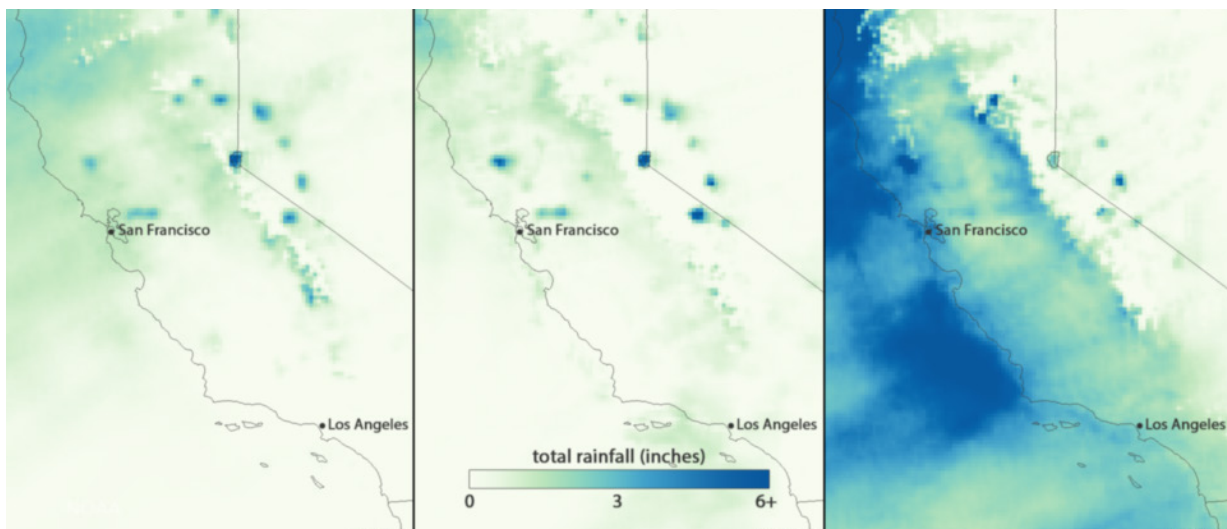 San Francisco
Los Angeles
San Francisco
Los Angeles
total rainfall (inches)
0 3 6+
San Francisco
Los Angeles